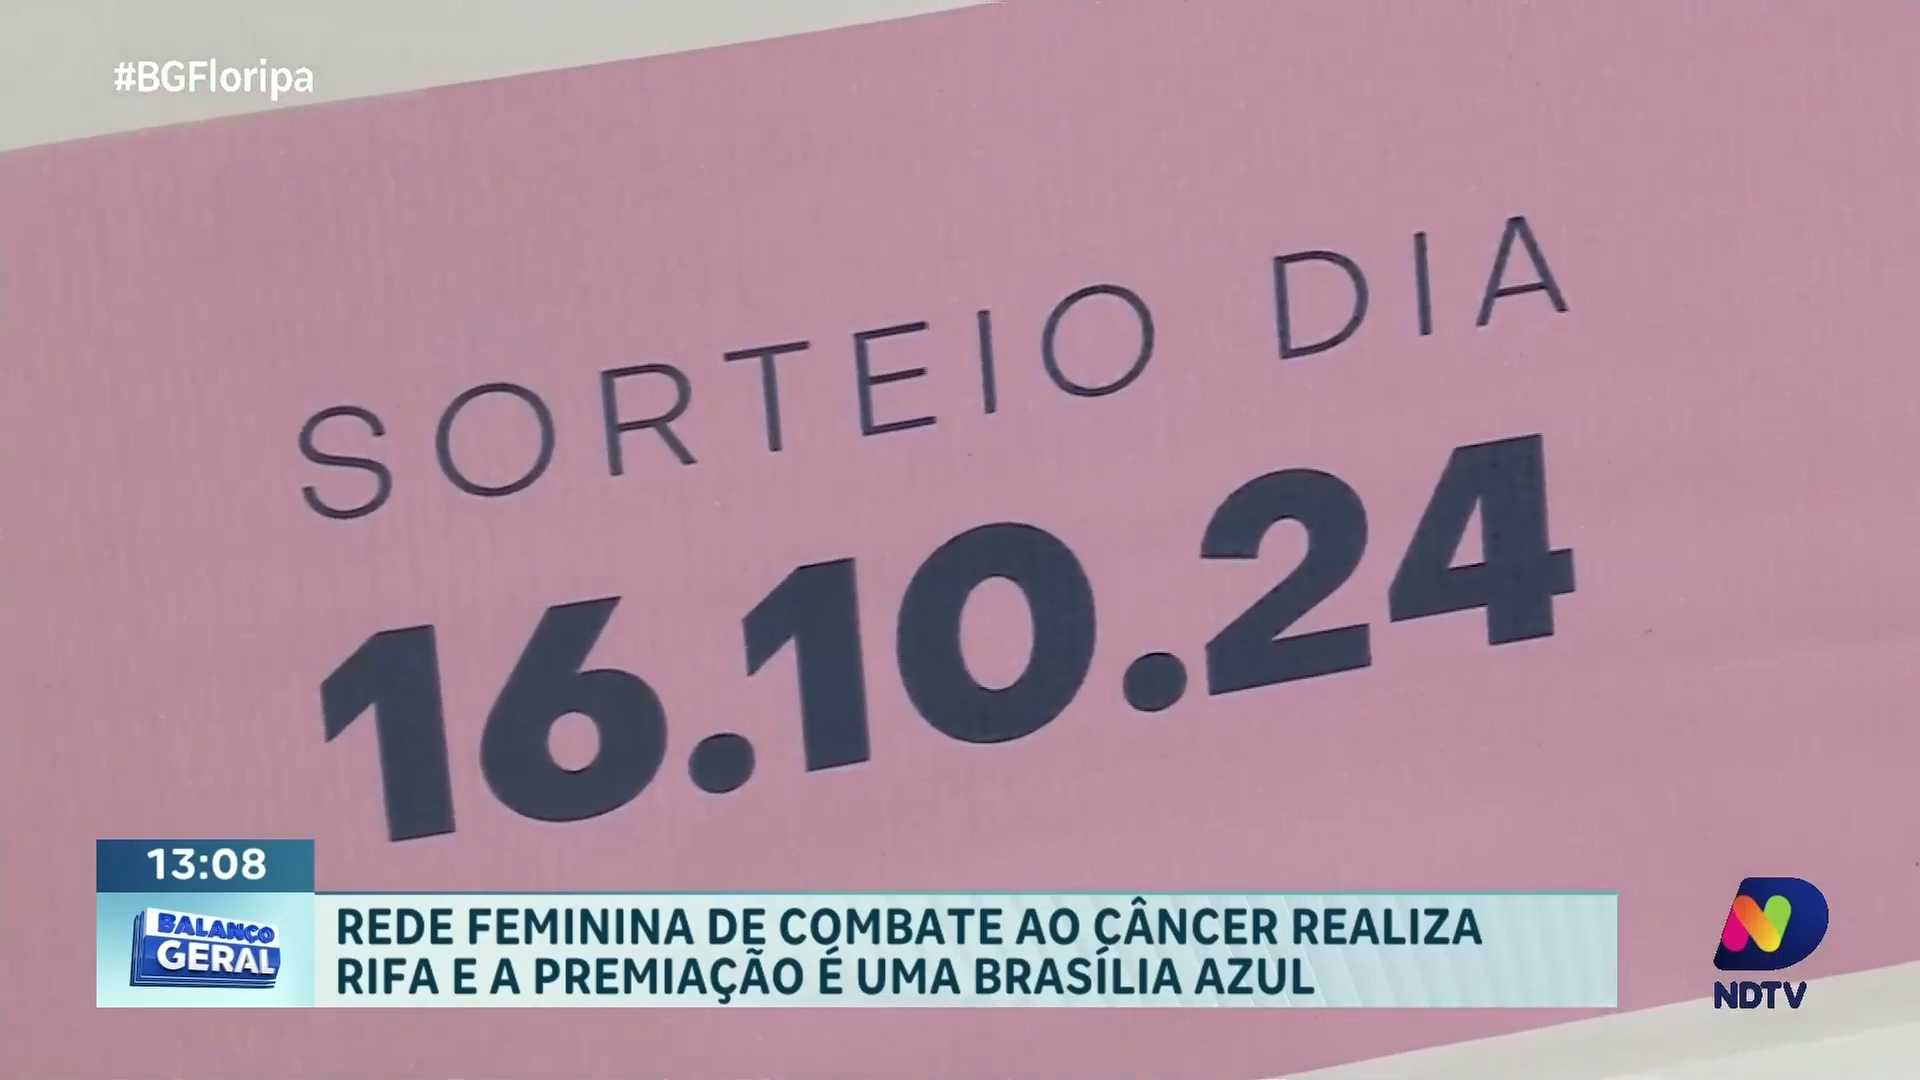 #BGFloripa
SORTEIO DIA
16.10.24
13:08
BALANÇO
GERAL
REDE FEMININA DE COMBATE AO CÂNCER REALIZA
RIFA E A PREMIAÇÃO É UMA BRASÍLIA AZUL
N
NDTV